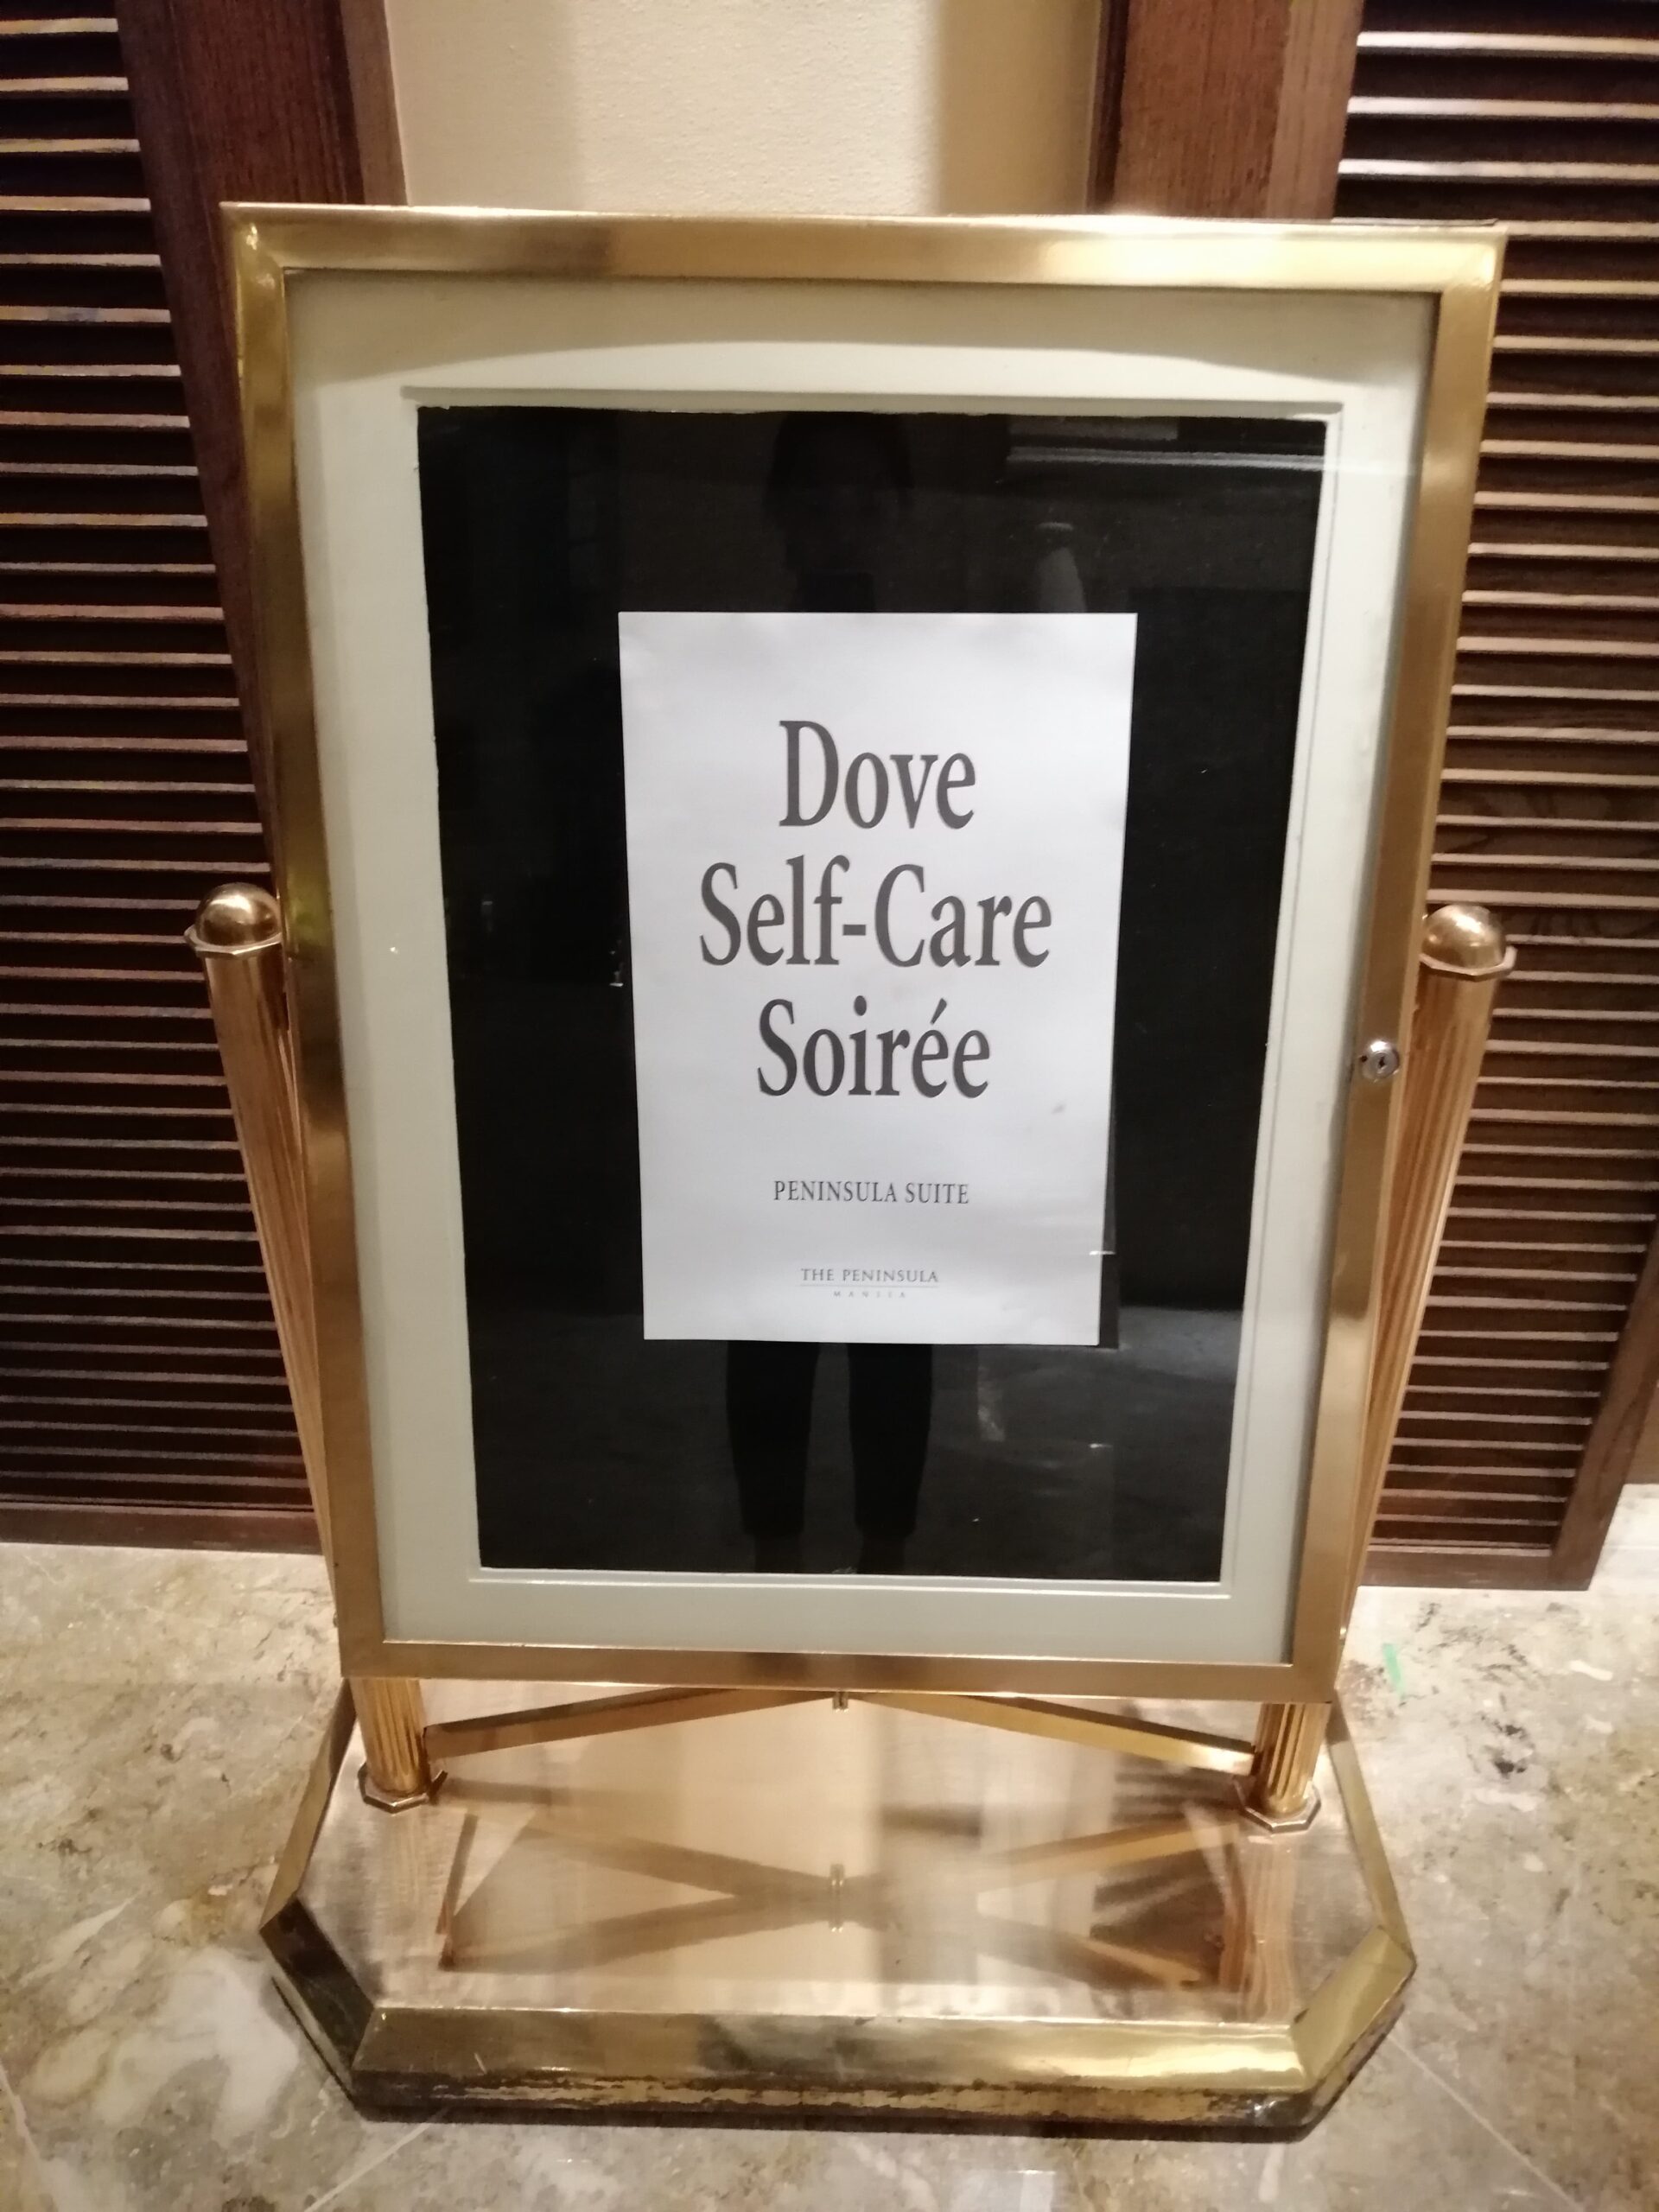 Dove
Self-Care
Soirée
PENINSULA SUITE
THE PENINSULA
MANILA